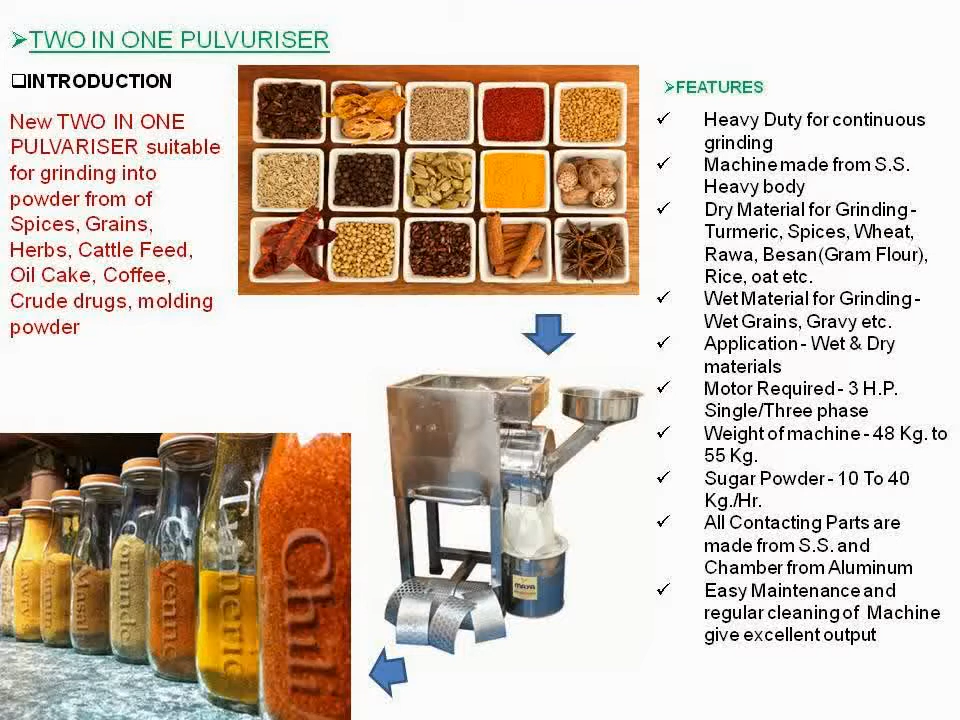 TWO IN ONE PULVURISER
INTRODUCTION
New TWO IN ONE
PULVARISER suitable
for grinding into
powder from of
Spices, Grains,
Herbs, Cattle Feed,
Oil Cake, Coffee,
Crude drugs, molding
powder
FEATURES
Heavy Duty for continuous
grinding
Machine made from S.S.
Heavy body
Dry Material for Grinding -
Turmeric, Spices, Wheat,
Rawa, Besan(Gram Flour),
Rice, oat etc.
Wet Material for Grinding -
Wet Grains, Gravy etc.
Application - Wet & Dry
materials
Motor Required - 3 H.P.
Single/Three phase
Weight of machine - 48 Kg. to
55 Kg.
Sugar Powder - 10 To 40
Kg./Hr.
All Contacting Parts are
made from S.S. and
Chamber from Aluminum
Easy Maintenance and
regular cleaning of Machine
give excellent output
MAYA
Turmeric
Chili